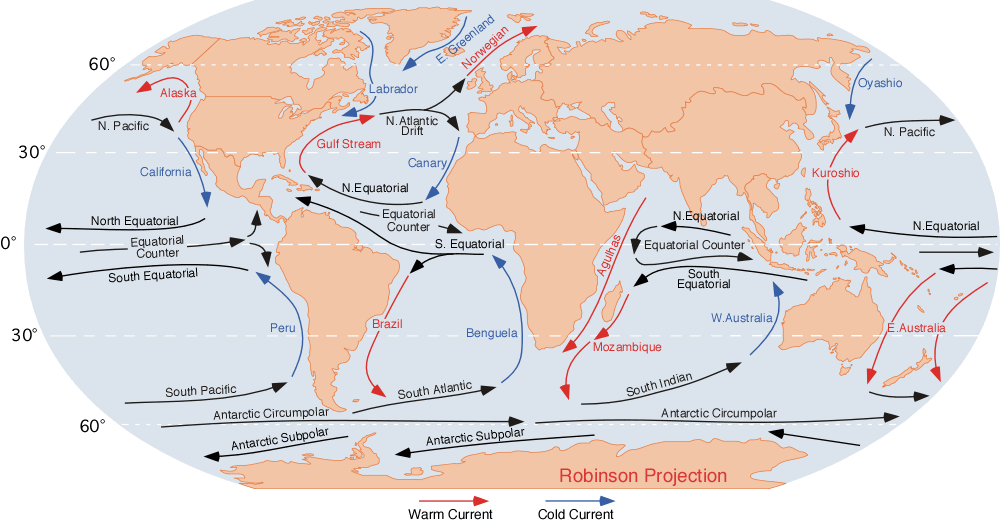 E. Greenland
Norwegian
60°
Alaska
Labrador
Oyashio
N. Pacific
N. Atlantic
Drift
N. Pacific
Gulf Stream
30°
California
Canary
Kuroshio
N.Equatorial
North Equatorial
Equatorial
Counter
N.Equatorial
N.Equatorial
0°
Equatorial
Counter
S. Equatorial
Equatorial Counter
South Equatorial
Agulhas
South
Equatorial
Peru
Brazil
Benguela
W.Australia
E.Australia
30°
Mozambique
South Pacific
South Atlantic
South Indian
Antarctic Circumpolar
Antarctic Circumpolar
60°
Antarctic Subpolar
Antarctic Subpolar
Robinson Projection
Warm Current
Cold Current